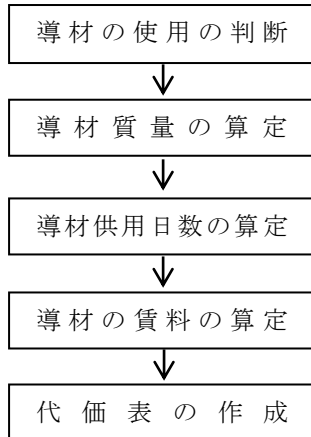 導材の使用の判断
導材質量の算定
導材供用日数の算定
導材の賃料の算定
代価表の作成